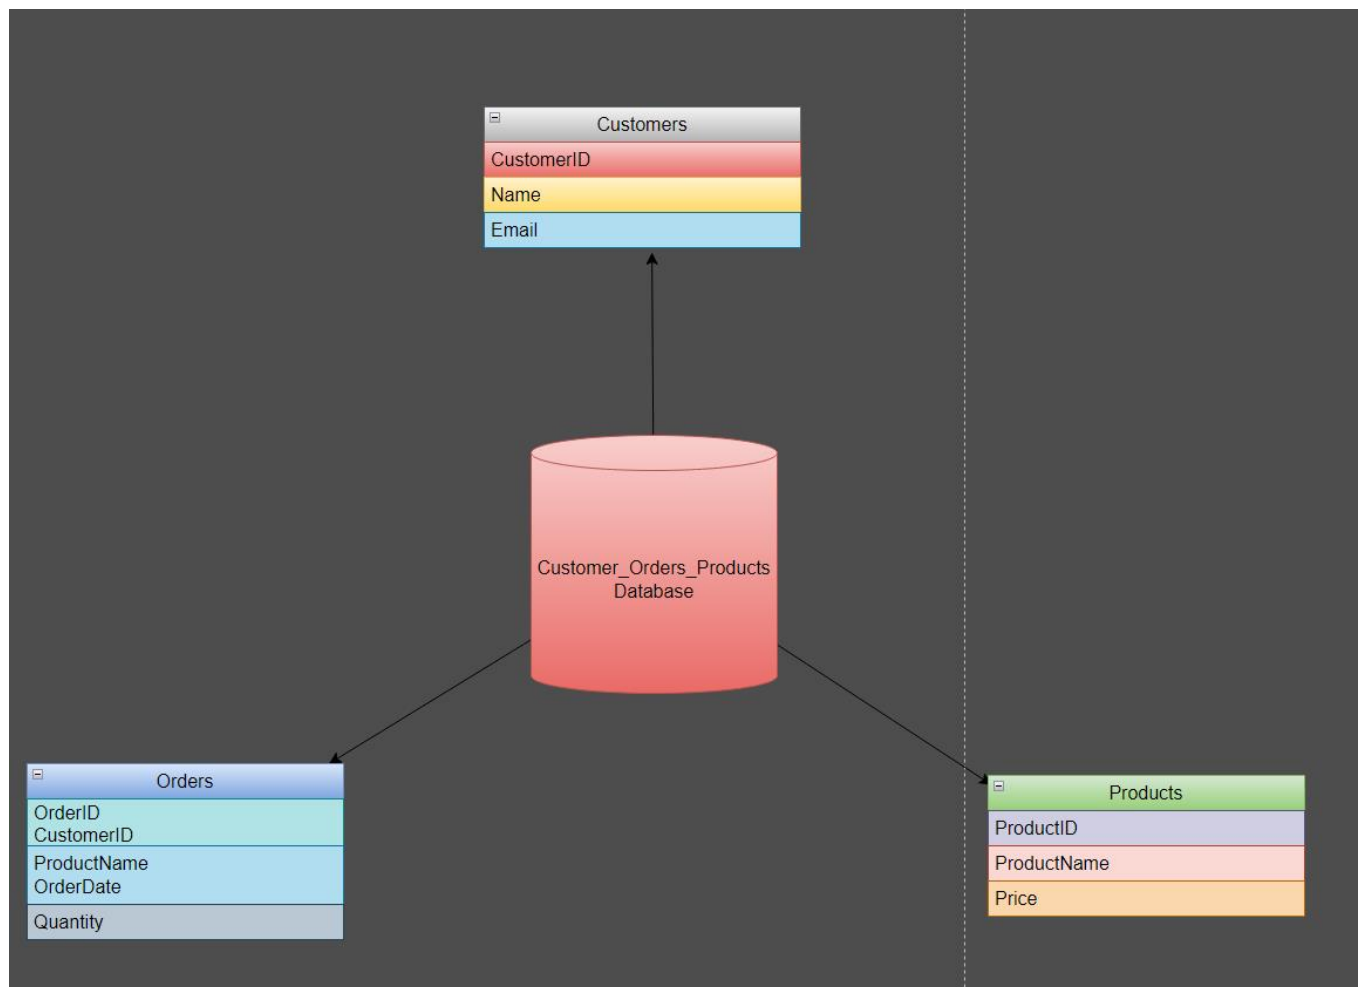 Customers
CustomerID
Name
Email
Customer_Orders_Products
Database
Orders
OrderID
CustomerID
ProductName
OrderDate
Quantity
Products
ProductID
ProductName
Price